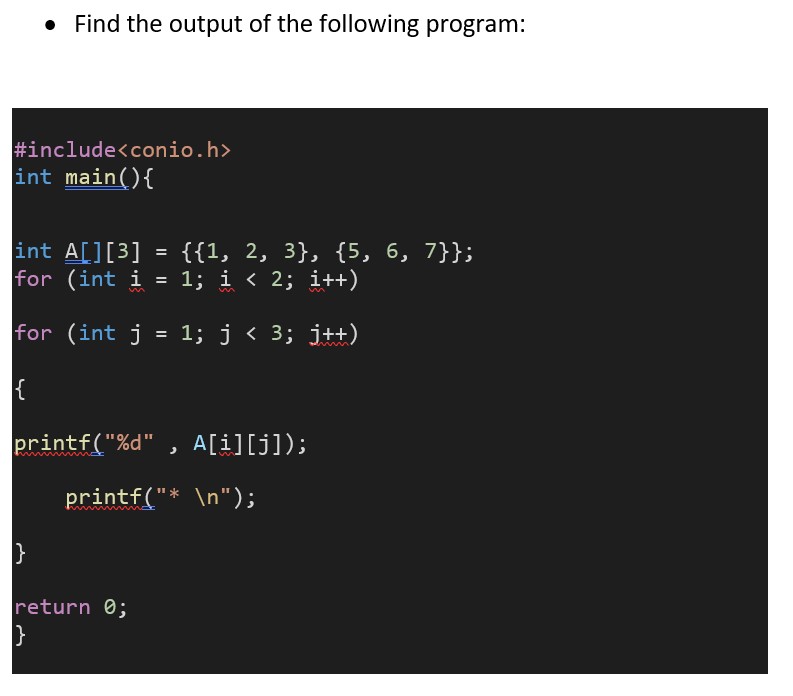 • Find the output of the following program:
#include<conio.h>
int main(){
int A[][3] = {{1, 2, 3}, {5, 6, 7}};
for (int i = 1; i < 2; i++)
for (int j = 1; j < 3; j++)
{
printf("%d" , A[i][j]);
printf("* \n");
}
return 0;
}